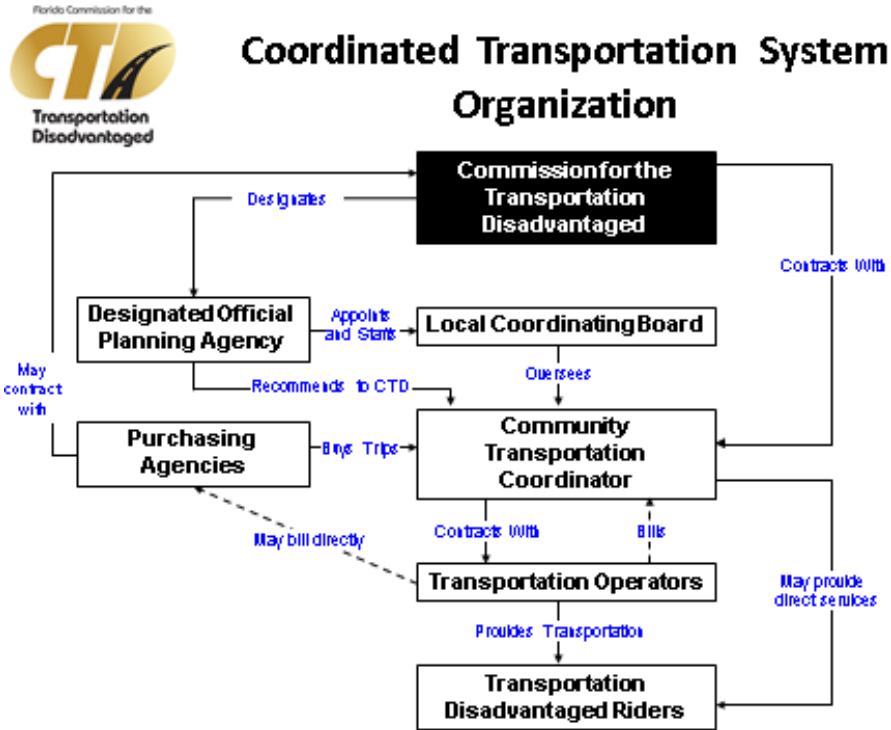 Florida Commission for the
CTD
Transportation
Disadvantaged
Coordinated Transportation System
Organization
Commission for the
Transportation
Disadvantaged
Designates
Contracts With
Designated Official
Planning Agency
Appoints
and Staffs
Local Coordinating Board
May
contract
with
Recommends to CTD
Oversees
Purchasing
Agencies
Buys Trips
Community
Transportation
Coordinator
May bill directly
Contracts With
Bills
Transportation Operators
May provide
direct services
Provides Transportation
Transportation
Disadvantaged Riders